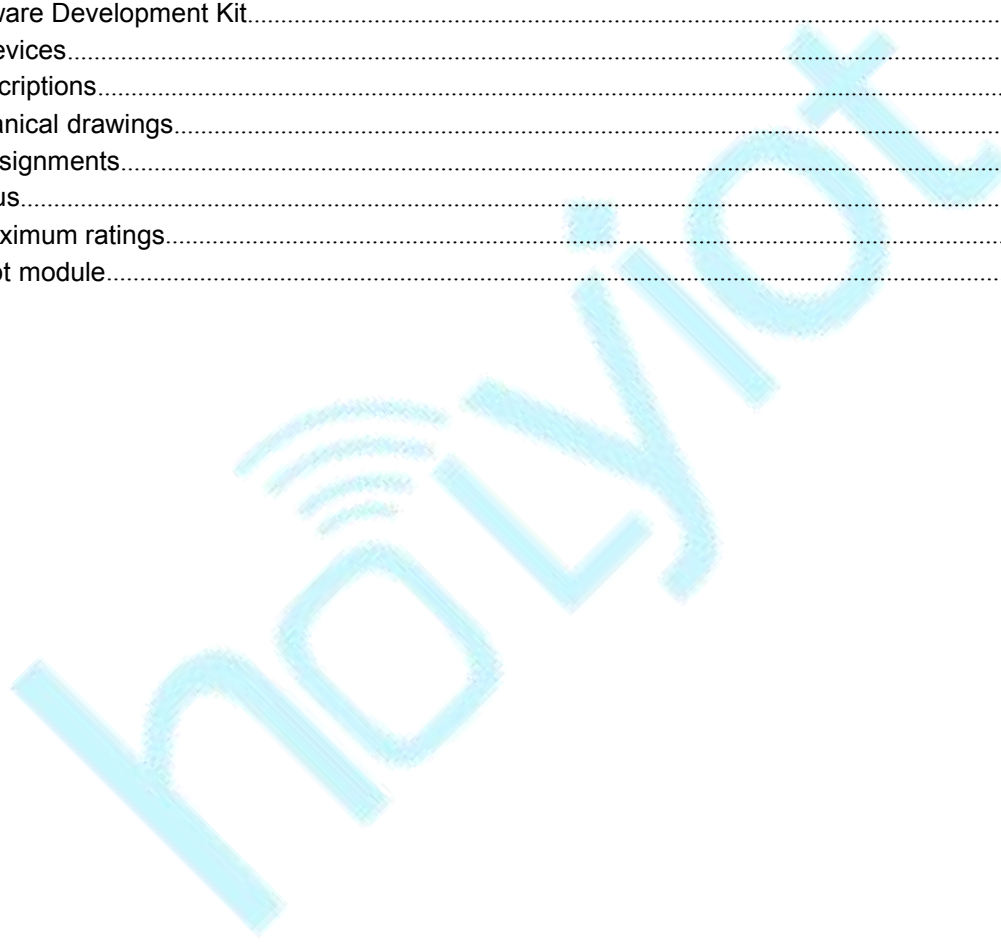 ware Development Kit........................................................................................................................
evices........................................................................................................................
criptions........................................................................................................................
anical drawings........................................................................................................................
signments........................................................................................................................
us........................................................................................................................
ximum ratings........................................................................................................................
ot module........................................................................................................................
holyiot